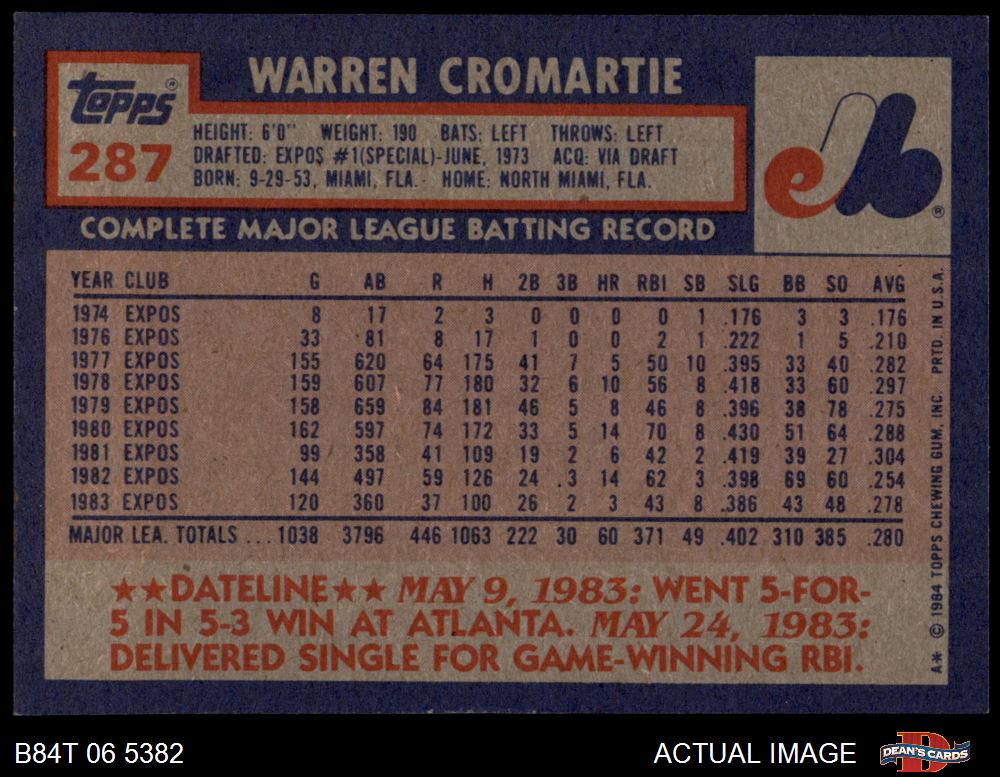 WARREN CROMARTIE
Topps®
287
HEIGHT: 6'0" WEIGHT: 190 BATS: LEFT THROWS: LEFT
DRAFTED: EXPOS #1(SPECIAL)-JUNE, 1973 ACQ: VIA DRAFT
BORN: 9-29-53, MIAMI, FLA. HOME: NORTH MIAMI, FLA.
eb®
COMPLETE MAJOR LEAGUE BATTING RECORD
YEAR CLUB G AB R H 2B 3B HR RBI SB SLG BB SO AVG
1974 EXPOS 8 17 2 3 0 0 0 0 1 .176 3 3 .176
1976 EXPOS 33 81 8 17 1 0 0 2 1 .222 1 5 .210
1977 EXPOS 155 620 64 175 41 7 5 50 10 .395 33 40 .282
1978 EXPOS 159 607 77 180 32 6 10 56 8 .418 33 60 .297
1979 EXPOS 158 659 84 181 46 5 8 46 8 .396 38 78 .275
1980 EXPOS 162 597 74 172 33 5 14 70 8 .430 51 64 .288
1981 EXPOS 99 358 41 109 19 2 6 42 2 .419 39 27 .304
1982 EXPOS 144 497 59 126 24 .3 14 62 3 .398 69 60 .254
1983 EXPOS 120 360 37 100 26 2 3 43 8 .386 43 48 .278
MAJOR LEA. TOTALS ... 1038 3796 446 1063 222 30 60 371 49 .402 310 385 .280
★★DATELINE★★ MAY 9, 1983: WENT 5-FOR-
5 IN 5-3 WIN AT ATLANTA. MAY 24, 1983:
DELIVERED SINGLE FOR GAME-WINNING RBI.
A* © 1984 TOPPS CHEWING GUM, INC. PRTD. IN U.S.A.
B84T 06 5382
ACTUAL IMAGE
DEAN'S CARDS